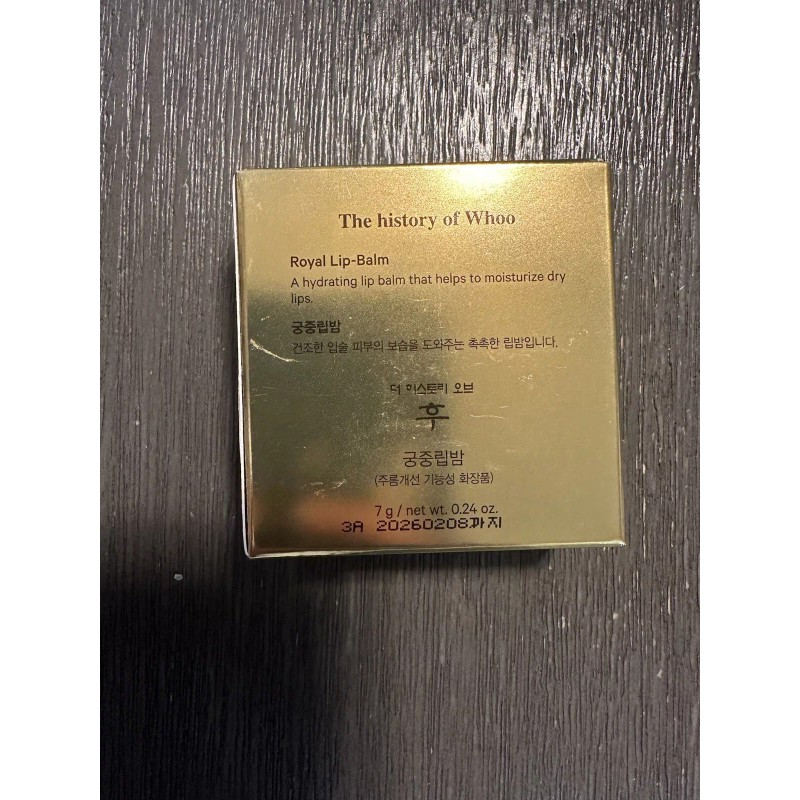 The history of Whoo
Royal Lip-Balm
A hydrating lip balm that helps to moisturize dry
lips.
궁중립밤
건조한 입술 피부의 보습을 도와주는 촉촉한 립밤입니다.
더 히스토리 오브
후
궁중립밤
(주름개선 기능성 화장품)
7 g / net wt. 0.24 oz.
3A 20260208까지